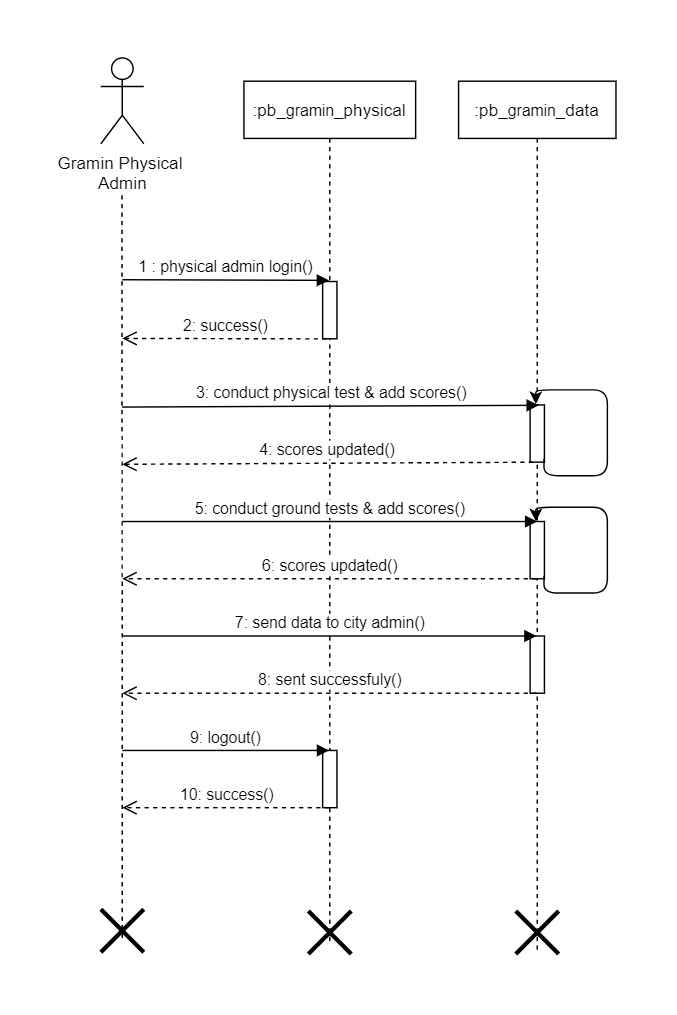 :pb_gramin_physical
:pb_gramin_data
Gramin Physical
Admin
1 : physical admin login()
2: success()
3: conduct physical test & add scores()
4: scores updated()
5: conduct ground tests & add scores()
6: scores updated()
7: send data to city admin()
8: sent successfuly()
9: logout()
10: success()